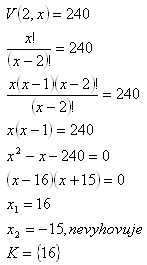 V(2, x) = 240
x!/(x−2)! = 240
x(x−1)(x−2)!/(x−2)! = 240
x(x−1) = 240
x² − x − 240 = 0
(x−16)(x+15) = 0
x₁ = 16
x₂ = −15, nevyhovuje
K = {16}